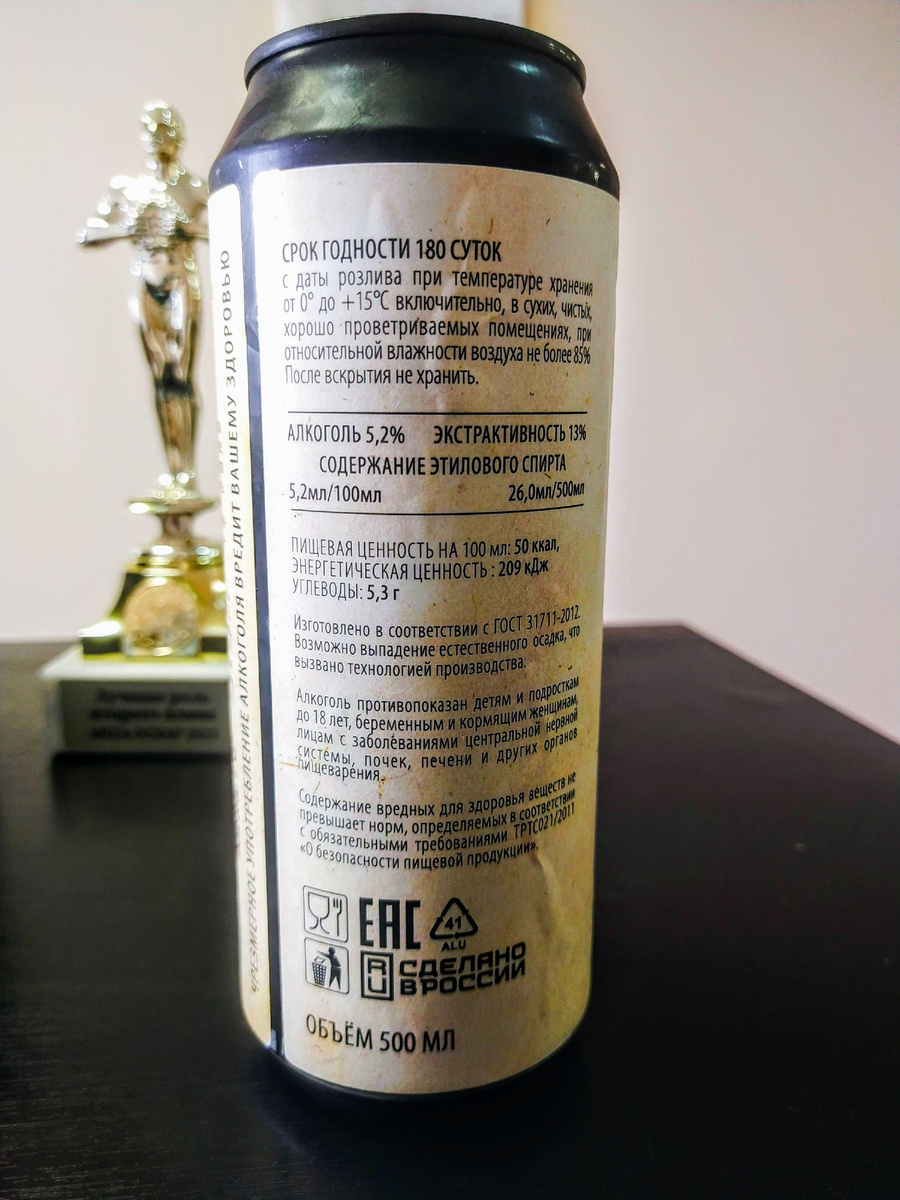 СРОК ГОДНОСТИ 180 СУТОК
с даты розлива при температуре хранения
от 0° до +15°С включительно, в сухих, чистых,
хорошо проветриваемых помещениях, при
относительной влажности воздуха не более 85%
После вскрытия не хранить.
АЛКОГОЛЬ 5,2% ЭКСТРАКТИВНОСТЬ 13%
СОДЕРЖАНИЕ ЭТИЛОВОГО СПИРТА
5,2мл/100мл 26,0мл/500мл
ПИЩЕВАЯ ЦЕННОСТЬ НА 100 мл: 50 ккал,
ЭНЕРГЕТИЧЕСКАЯ ЦЕННОСТЬ : 209 кДж
УГЛЕВОДЫ: 5,3 г
Изготовлено в соответствии с ГОСТ 31711-2012.
Возможно выпадение естественного осадка, что
вызвано технологией производства.
Алкоголь противопоказан детям и подросткам
до 18 лет, беременным и кормящим женщинам,
лицам с заболеваниями центральной нервной
системы, почек, печени и других органов
пищеварения.
Содержание вредных для здоровья веществ не
превышает норм, определяемых в соответствии
с обязательными требованиями ТРТС021/2011
«О безопасности пищевой продукции».
ЕАС 41
ALU
RU СДЕЛАНО
В РОССИИ
ОБЪЁМ 500 МЛ
ЧРЕЗМЕРНОЕ УПОТРЕБЛЕНИЕ АЛКОГОЛЯ ВРЕДИТ ВАШЕМУ ЗДОРОВЬЮ
Лучшая роль
второго плана